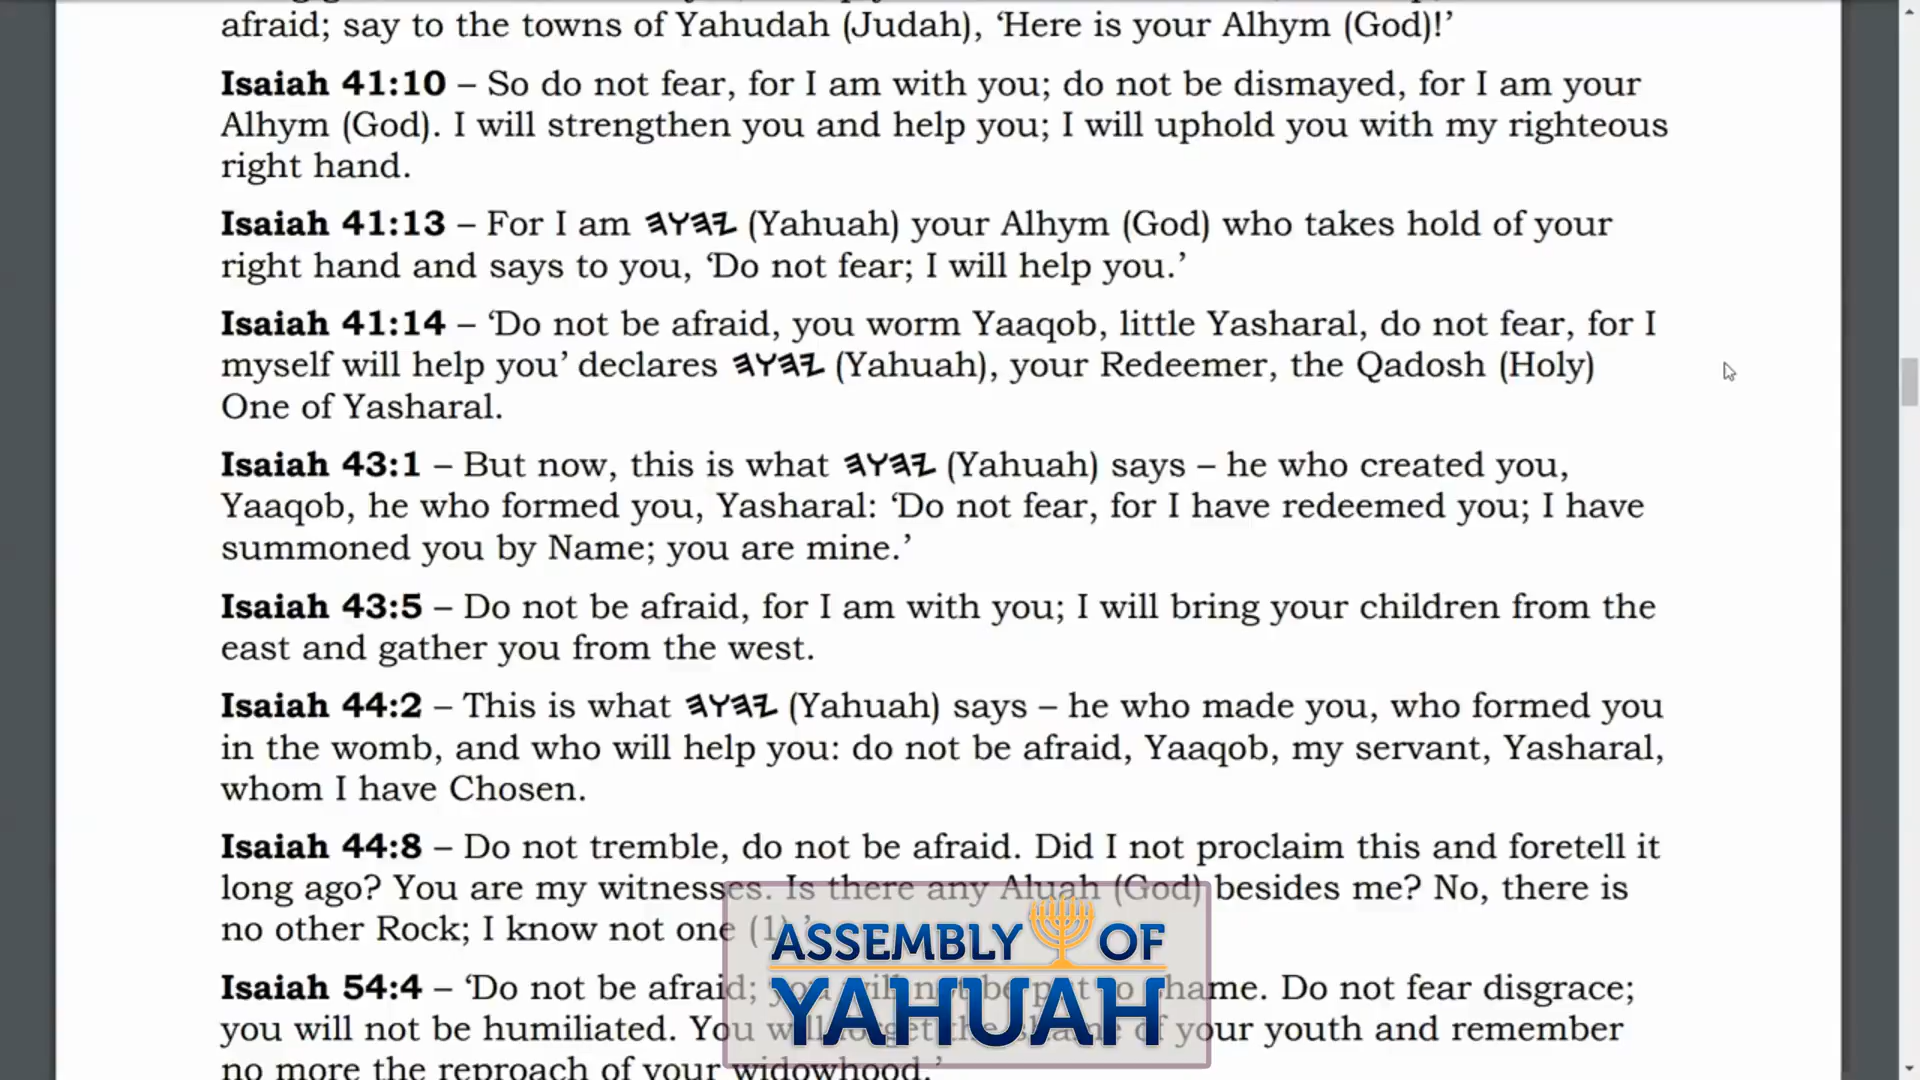 afraid; say to the towns of Yahudah (Judah), ‘Here is your Alhym (God)!’
Isaiah 41:10 – So do not fear, for I am with you; do not be dismayed, for I am your
Alhym (God). I will strengthen you and help you; I will uphold you with my righteous
right hand.
Isaiah 41:13 – For I am 𐤉𐤄𐤅𐤄 (Yahuah) your Alhym (God) who takes hold of your
right hand and says to you, ‘Do not fear; I will help you.’
Isaiah 41:14 – ‘Do not be afraid, you worm Yaaqob, little Yasharal, do not fear, for I
myself will help you’ declares 𐤉𐤄𐤅𐤄 (Yahuah), your Redeemer, the Qadosh (Holy)
One of Yasharal.
Isaiah 43:1 – But now, this is what 𐤉𐤄𐤅𐤄 (Yahuah) says – he who created you,
Yaaqob, he who formed you, Yasharal: ‘Do not fear, for I have redeemed you; I have
summoned you by Name; you are mine.’
Isaiah 43:5 – Do not be afraid, for I am with you; I will bring your children from the
east and gather you from the west.
Isaiah 44:2 – This is what 𐤉𐤄𐤅𐤄 (Yahuah) says – he who made you, who formed you
in the womb, and who will help you: do not be afraid, Yaaqob, my servant, Yasharal,
whom I have Chosen.
Isaiah 44:8 – Do not tremble, do not be afraid. Did I not proclaim this and foretell it
long ago? You are my witnesses. Is there any Aluah (God) besides me? No, there is
no other Rock; I know not one (1).’
Isaiah 54:4 – ‘Do not be afraid; you will not be put to shame. Do not fear disgrace;
you will not be humiliated. You will forget the shame of your youth and remember
no more the reproach of your widowhood.’
ASSEMBLY OF
YAHUAH